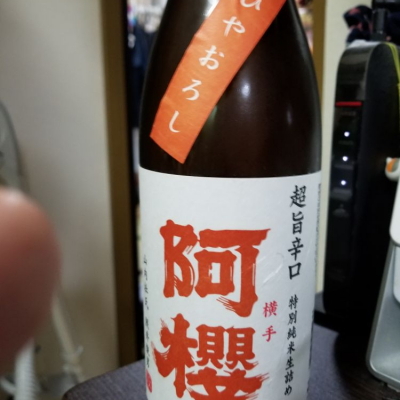 ひやおろし
超旨辛口
特別純米生詰め
横手
阿櫻